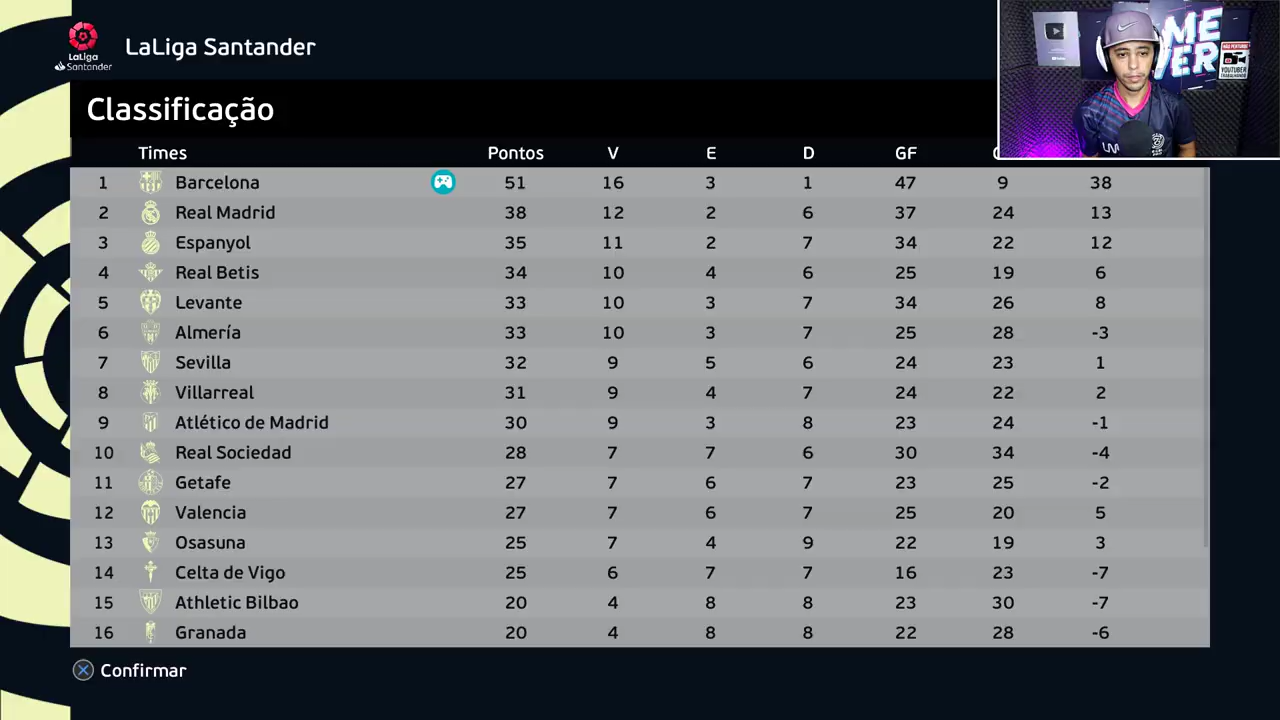 LaLiga Santander
LaLiga
Santander
Classificação
Times Pontos V E D GF
1 Barcelona 51 16 3 1 47 9 38
2 Real Madrid 38 12 2 6 37 24 13
3 Espanyol 35 11 2 7 34 22 12
4 Real Betis 34 10 4 6 25 19 6
5 Levante 33 10 3 7 34 26 8
6 Almería 33 10 3 7 25 28 -3
7 Sevilla 32 9 5 6 24 23 1
8 Villarreal 31 9 4 7 24 22 2
9 Atlético de Madrid 30 9 3 8 23 24 -1
10 Real Sociedad 28 7 7 6 30 34 -4
11 Getafe 27 7 6 7 23 25 -2
12 Valencia 27 7 6 7 25 20 5
13 Osasuna 25 7 4 9 22 19 3
14 Celta de Vigo 25 6 7 7 16 23 -7
15 Athletic Bilbao 20 4 8 8 23 30 -7
16 Granada 20 4 8 8 22 28 -6
Confirmar
ME
VER
NÃO PERTURBE
YOUTUBER
TRABALHANDO